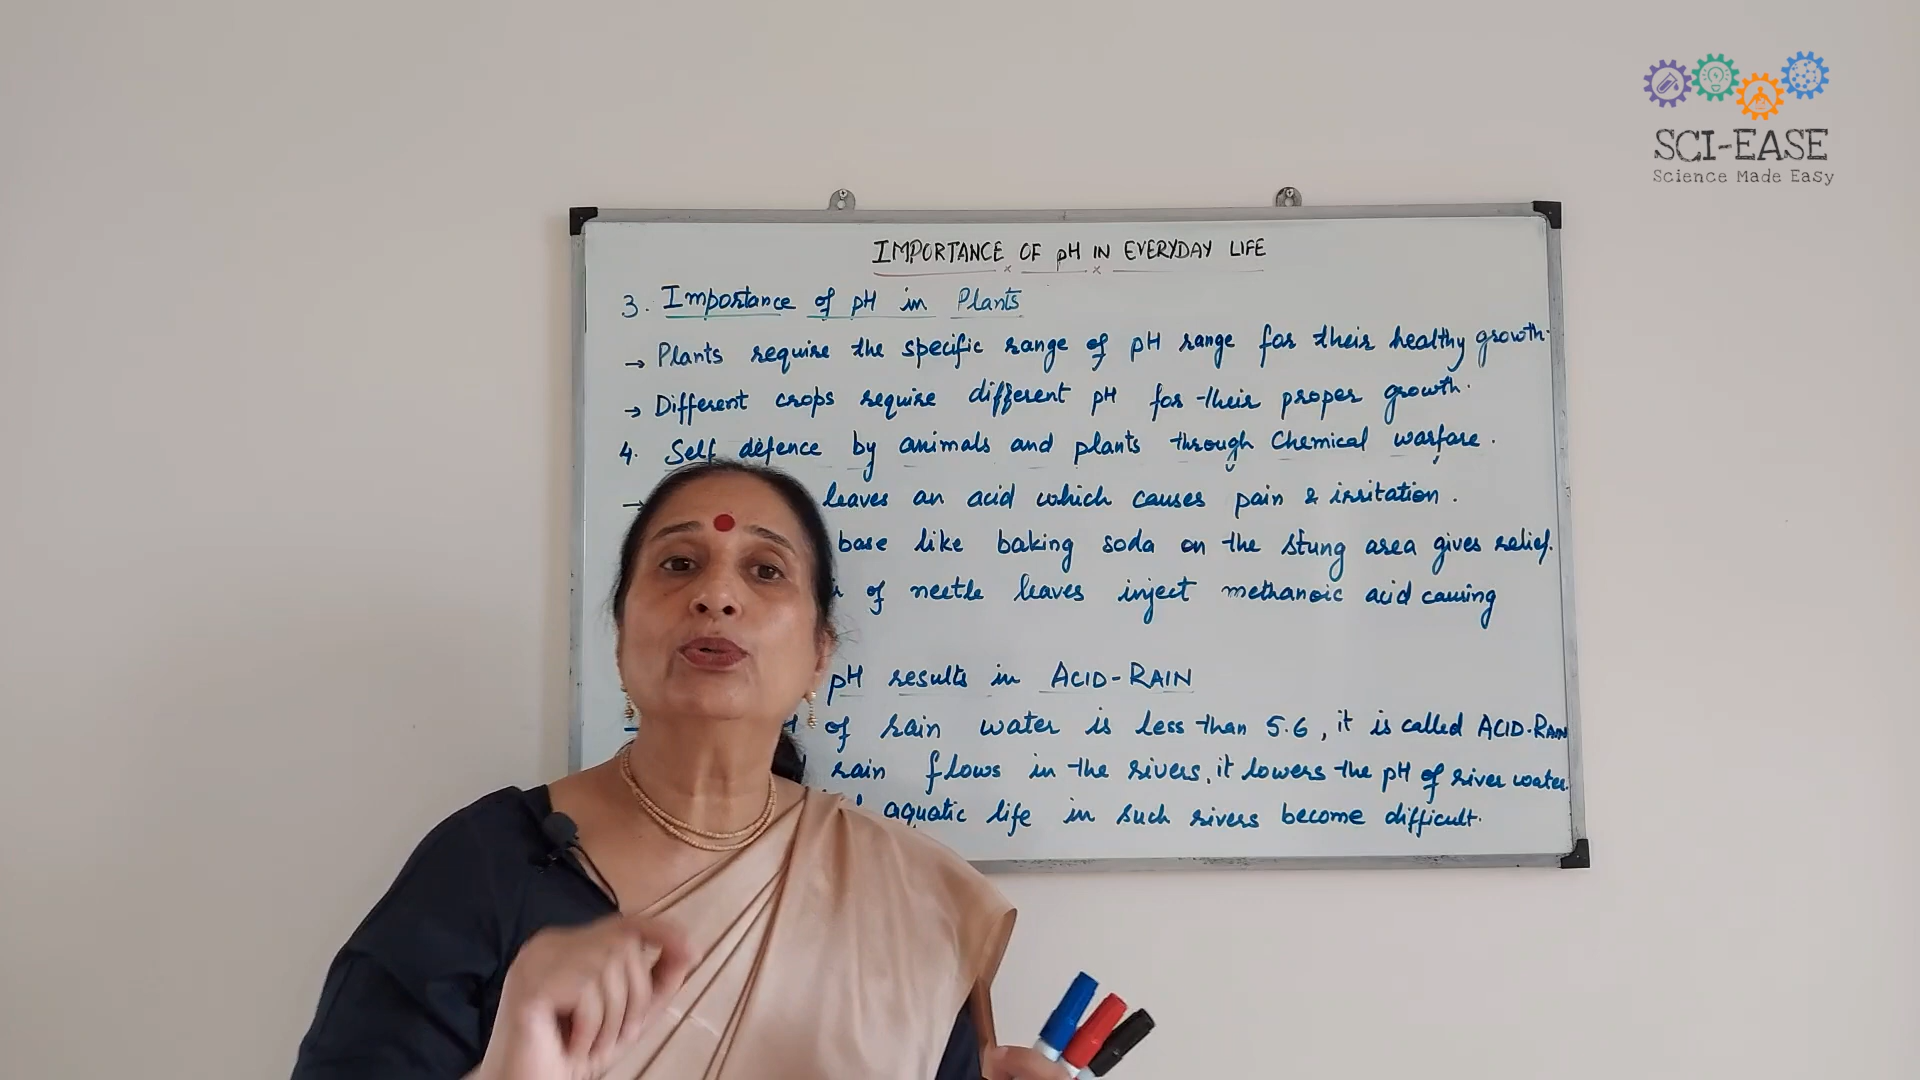 SCI-EASE
Science Made Easy
IMPORTANCE OF pH IN EVERYDAY LIFE
3. Importance of pH in Plants
→ Plants require the specific range of pH range for their healthy growth.
→ Different crops require different pH for their proper growth.
4. Self defence by animals and plants through Chemical warfare.
→ leaves an acid which causes pain & irritation.
base like baking soda on the stung area gives relief.
of neetle leaves inject methanoic acid causing
pH results in ACID-RAIN
of rain water is less than 5.6, it is called ACID-RAIN
rain flows in the rivers, it lowers the pH of river water.
aquatic life in such rivers become difficult.